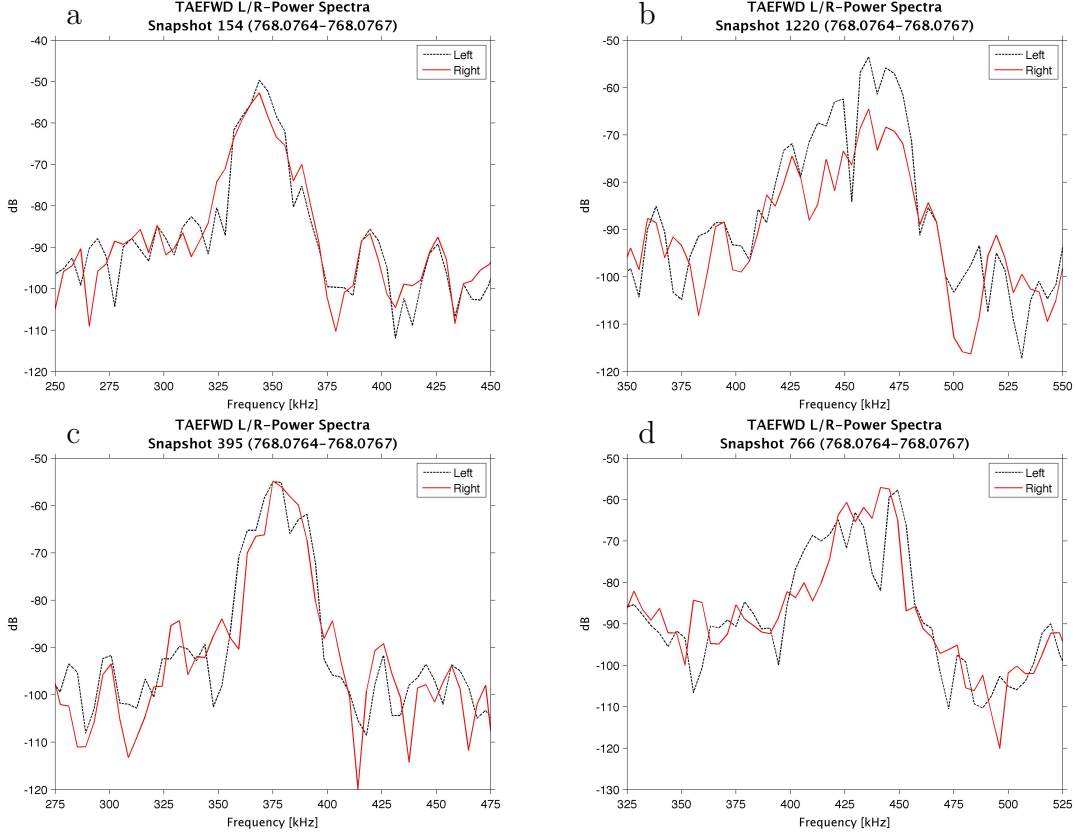 a
TAEFWD L/R-Power Spectra
Snapshot 154 (768.0764-768.0767)
-40
-50
-60
-70
-80
-90
-100
-110
-120
dB
Left
Right
250 275 300 325 350 375 400 425 450
Frequency [kHz]
b
TAEFWD L/R-Power Spectra
Snapshot 1220 (768.0764-768.0767)
-50
-60
-70
-80
-90
-100
-110
-120
dB
Left
Right
350 375 400 425 450 475 500 525 550
Frequency [kHz]
c
TAEFWD L/R-Power Spectra
Snapshot 395 (768.0764-768.0767)
-50
-60
-70
-80
-90
-100
-110
-120
dB
Left
Right
275 300 325 350 375 400 425 450 475
Frequency [kHz]
d
TAEFWD L/R-Power Spectra
Snapshot 766 (768.0764-768.0767)
-50
-60
-70
-80
-90
-100
-110
-120
-130
dB
Left
Right
325 350 375 400 425 450 475 500 525
Frequency [kHz]